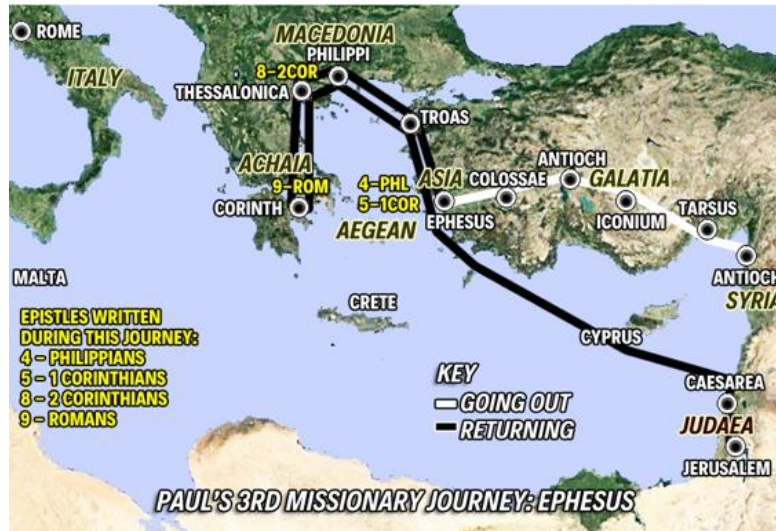 ROME
MACEDONIA
PHILIPPI
ITALY
8-2COR
THESSALONICA
TROAS
ACHAIA
9-ROM
CORINTH
4-PHL
5-1COR
ASIA
COLOSSAE
ANTIOCH
GALATIA
EPHESUS
ICONIUM
TARSUS
AEGEAN
ANTIOCH
SYRIA
MALTA
CRETE
CYPRUS
EPISTLES WRITTEN
DURING THIS JOURNEY:
4 – PHILIPPIANS
5 – 1 CORINTHIANS
8 – 2 CORINTHIANS
9 – ROMANS
KEY
GOING OUT
RETURNING
CAESAREA
JUDAEA
JERUSALEM
PAUL'S 3RD MISSIONARY JOURNEY: EPHESUS